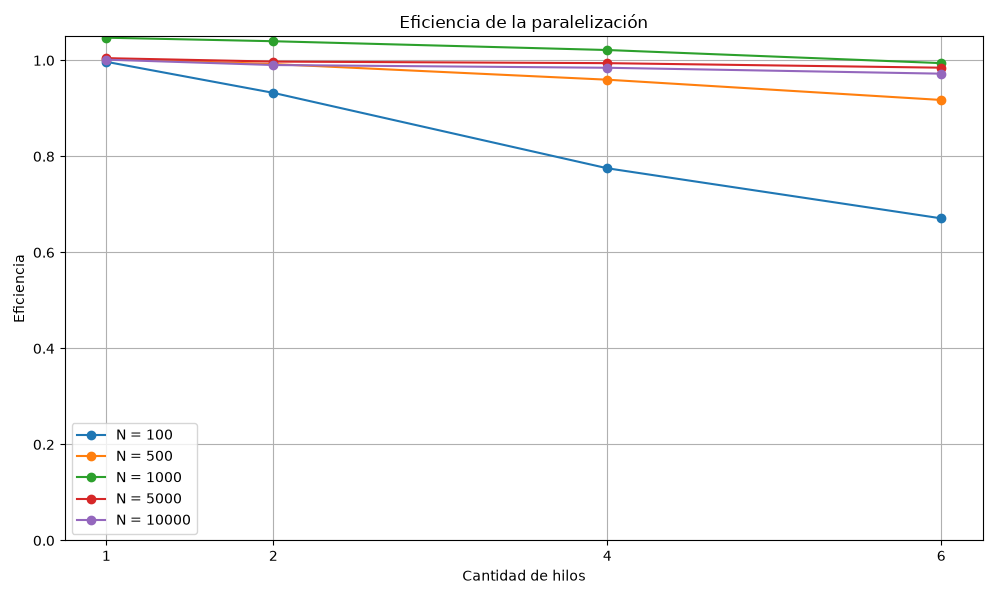 Eficiencia de la paralelización
1.0
0.8
0.6
0.4
0.2
0.0
Eficiencia
N = 100
N = 500
N = 1000
N = 5000
N = 10000
1 2 4 6
Cantidad de hilos